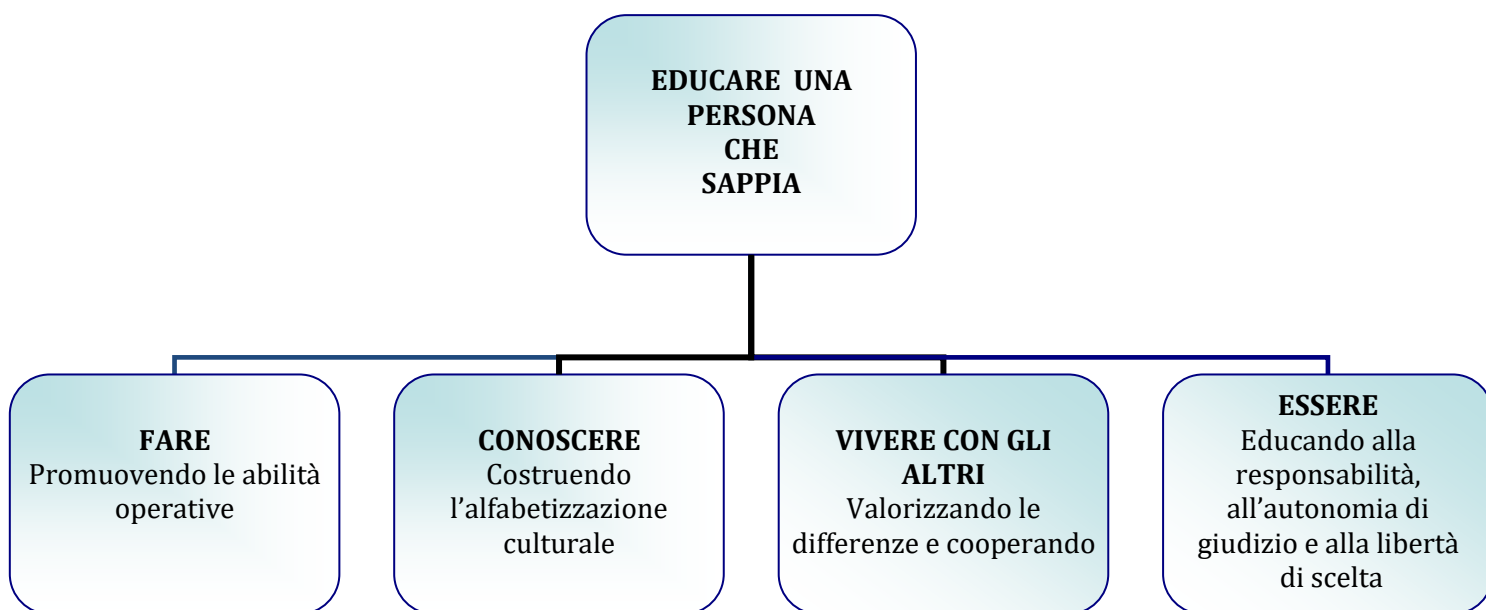 EDUCARE UNA
PERSONA
CHE
SAPPIA
FARE
Promuovendo le abilità
operative
CONOSCERE
Costruendo
l’alfabetizzazione
culturale
VIVERE CON GLI
ALTRI
Valorizzando le
differenze e cooperando
ESSERE
Educando alla
responsabilità,
all’autonomia di
giudizio e alla libertà
di scelta